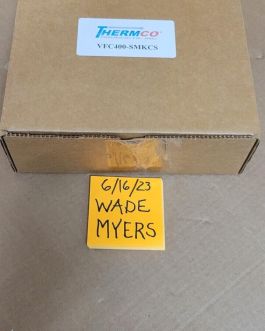 THERMCO
VFC400-SMKCS
6/16/23
WADE
MYERS